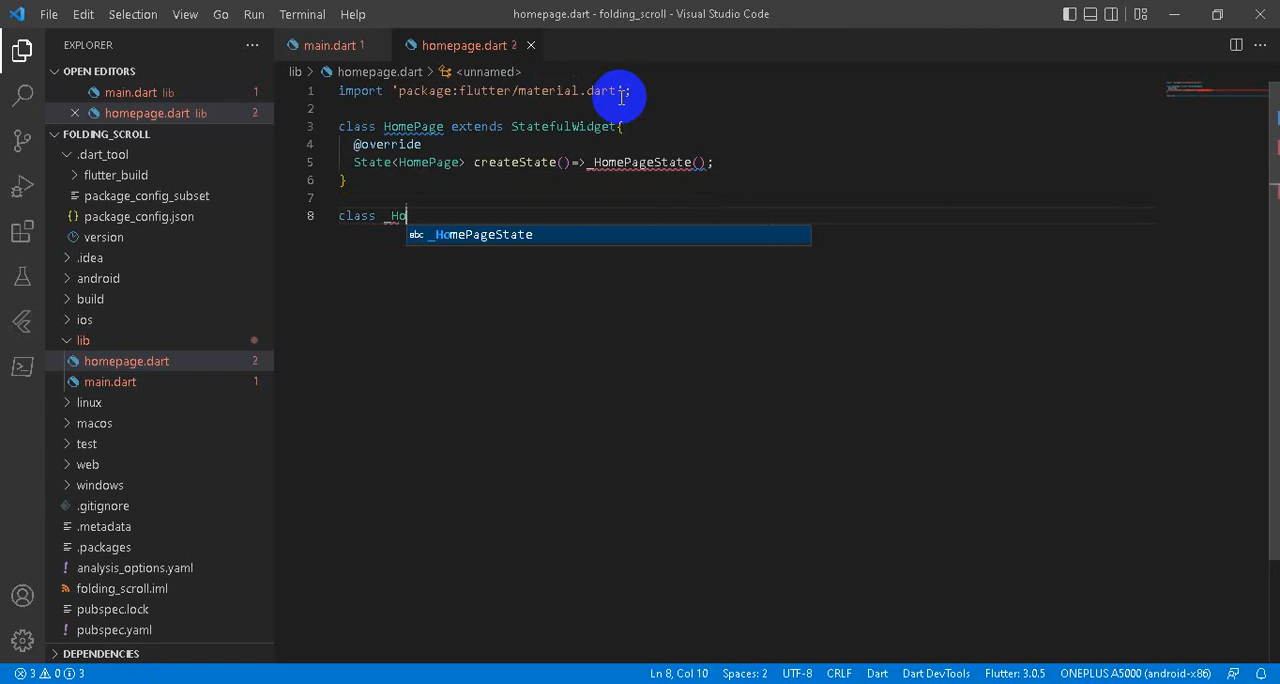 File Edit Selection View Go Run Terminal Help
homepage.dart - folding_scroll - Visual Studio Code
EXPLORER
OPEN EDITORS
main.dart lib 1
homepage.dart lib 2
FOLDING_SCROLL
.dart_tool
flutter_build
package_config_subset
package_config.json
version
.idea
android
build
ios
lib
homepage.dart 2
main.dart 1
linux
macos
test
web
windows
.gitignore
.metadata
.packages
analysis_options.yaml
folding_scroll.iml
pubspec.lock
pubspec.yaml
DEPENDENCIES
main.dart 1
homepage.dart 2
lib > homepage.dart > <unnamed>
1 import 'package:flutter/material.dart';
2
3 class HomePage extends StatefulWidget{
4 @override
5 State<HomePage> createState()=>_HomePageState();
6 }
7
8 class _Ho
abc _HomePageState
3 0 3
Ln 8, Col 10 Spaces: 2 UTF-8 CRLF Dart Dart DevTools Flutter: 3.0.5 ONEPLUS A5000 (android-x86)